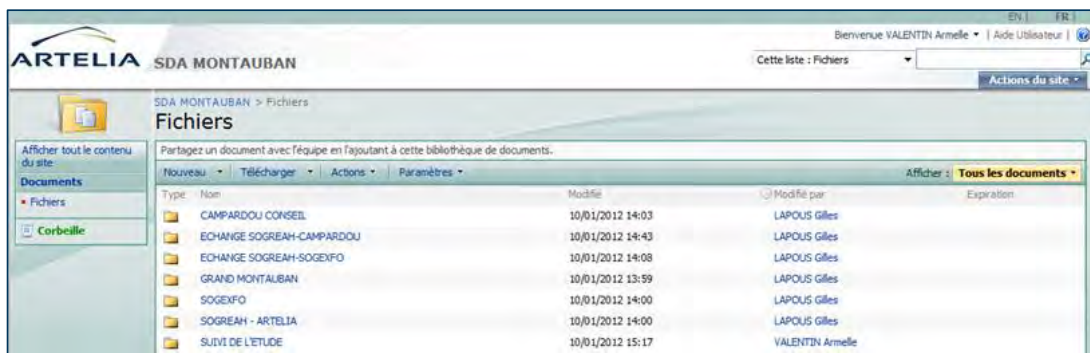 EN | FR |
Bienvenue VALENTIN Armelle | Aide Utilisateur |
ARTELIA SDA MONTAUBAN
Cette liste : Fichiers
Actions du site
SDA MONTAUBAN > Fichiers
Fichiers
Afficher tout le contenu du site
Documents
Fichiers
Corbeille
Partagez un document avec l'équipe en l'ajoutant à cette bibliothèque de documents.
Nouveau Télécharger Actions Paramètres Afficher : Tous les documents
Type Nom Modifié Modifié par Expiration
CAMPARDOU CONSEIL 10/01/2012 14:03 LAPOUS Gilles
ECHANGE SOGREAH-CAMPARDOU 10/01/2012 14:43 LAPOUS Gilles
ECHANGE SOGREAH-SOGEXFO 10/01/2012 14:08 LAPOUS Gilles
GRAND MONTAUBAN 10/01/2012 13:59 LAPOUS Gilles
SOGEXFO 10/01/2012 14:00 LAPOUS Gilles
SOGREAH - ARTELIA 10/01/2012 14:00 LAPOUS Gilles
SUIVI DE L'ETUDE 10/01/2012 15:17 VALENTIN Armelle